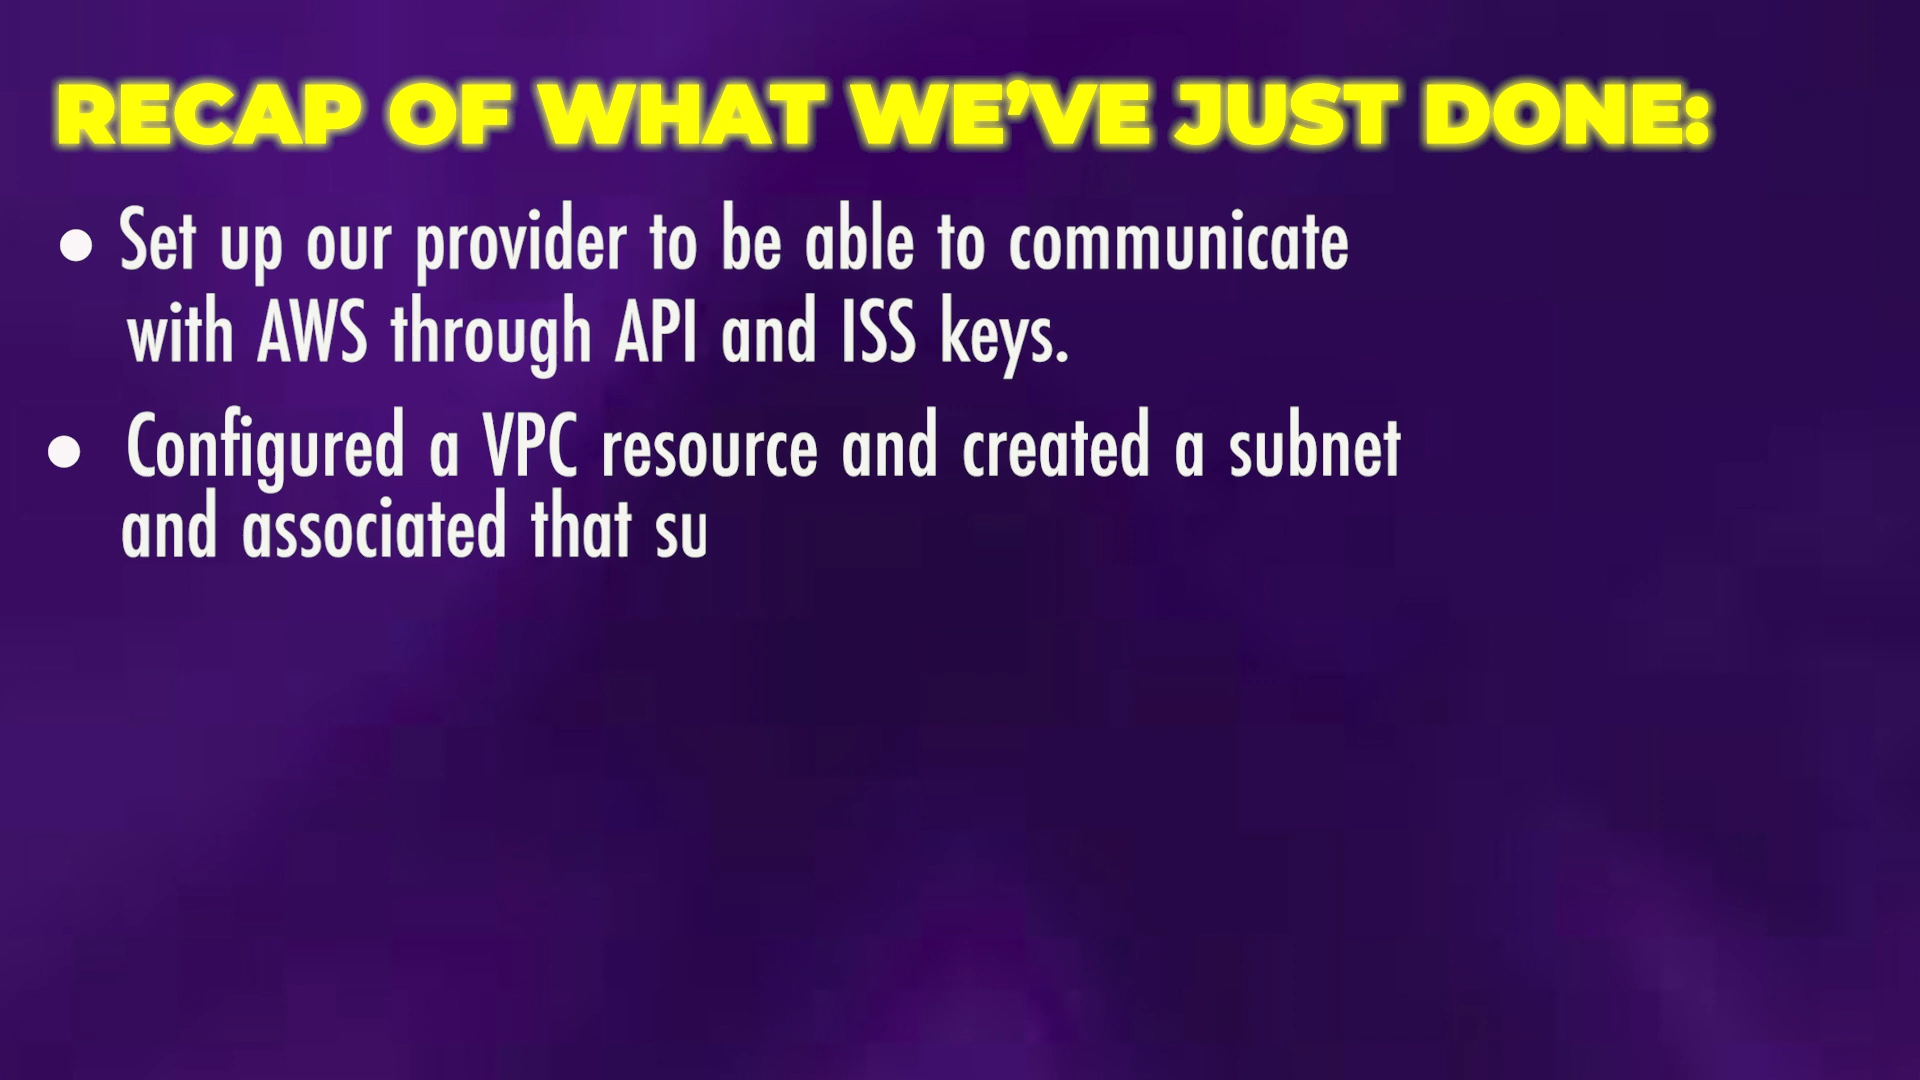 RECAP OF WHAT WE’VE JUST DONE:
● Set up our provider to be able to communicate
with AWS through API and ISS keys.
● Configured a VPC resource and created a subnet
and associated that su